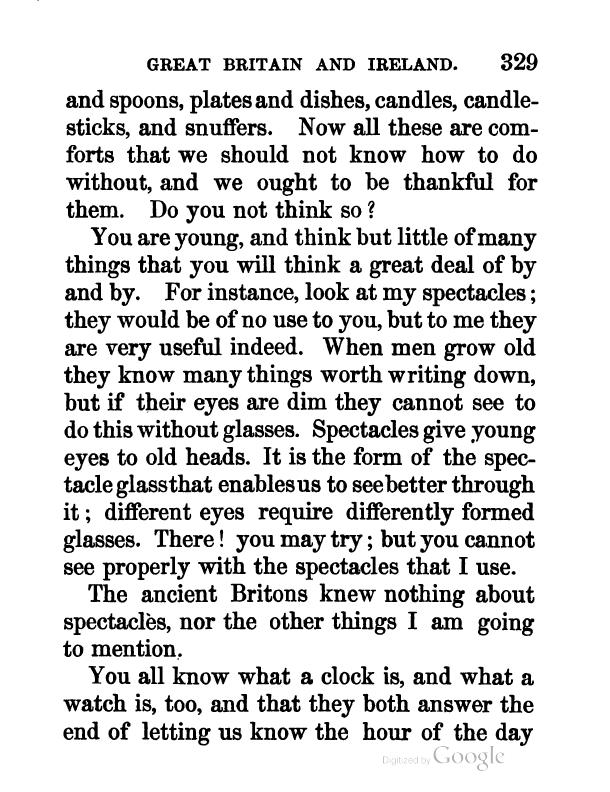 GREAT BRITAIN AND IRELAND. 329
and spoons, plates and dishes, candles, candle-
sticks, and snuffers. Now all these are com-
forts that we should not know how to do
without, and we ought to be thankful for
them. Do you not think so?
You are young, and think but little of many
things that you will think a great deal of by
and by. For instance, look at my spectacles;
they would be of no use to you, but to me they
are very useful indeed. When men grow old
they know many things worth writing down,
but if their eyes are dim they cannot see to
do this without glasses. Spectacles give young
eyes to old heads. It is the form of the spec-
tacle glass that enables us to see better through
it; different eyes require differently formed
glasses. There! you may try; but you cannot
see properly with the spectacles that I use.
The ancient Britons knew nothing about
spectacles, nor the other things I am going
to mention.
You all know what a clock is, and what a
watch is, too, and that they both answer the
end of letting us know the hour of the day
Digitized by Google